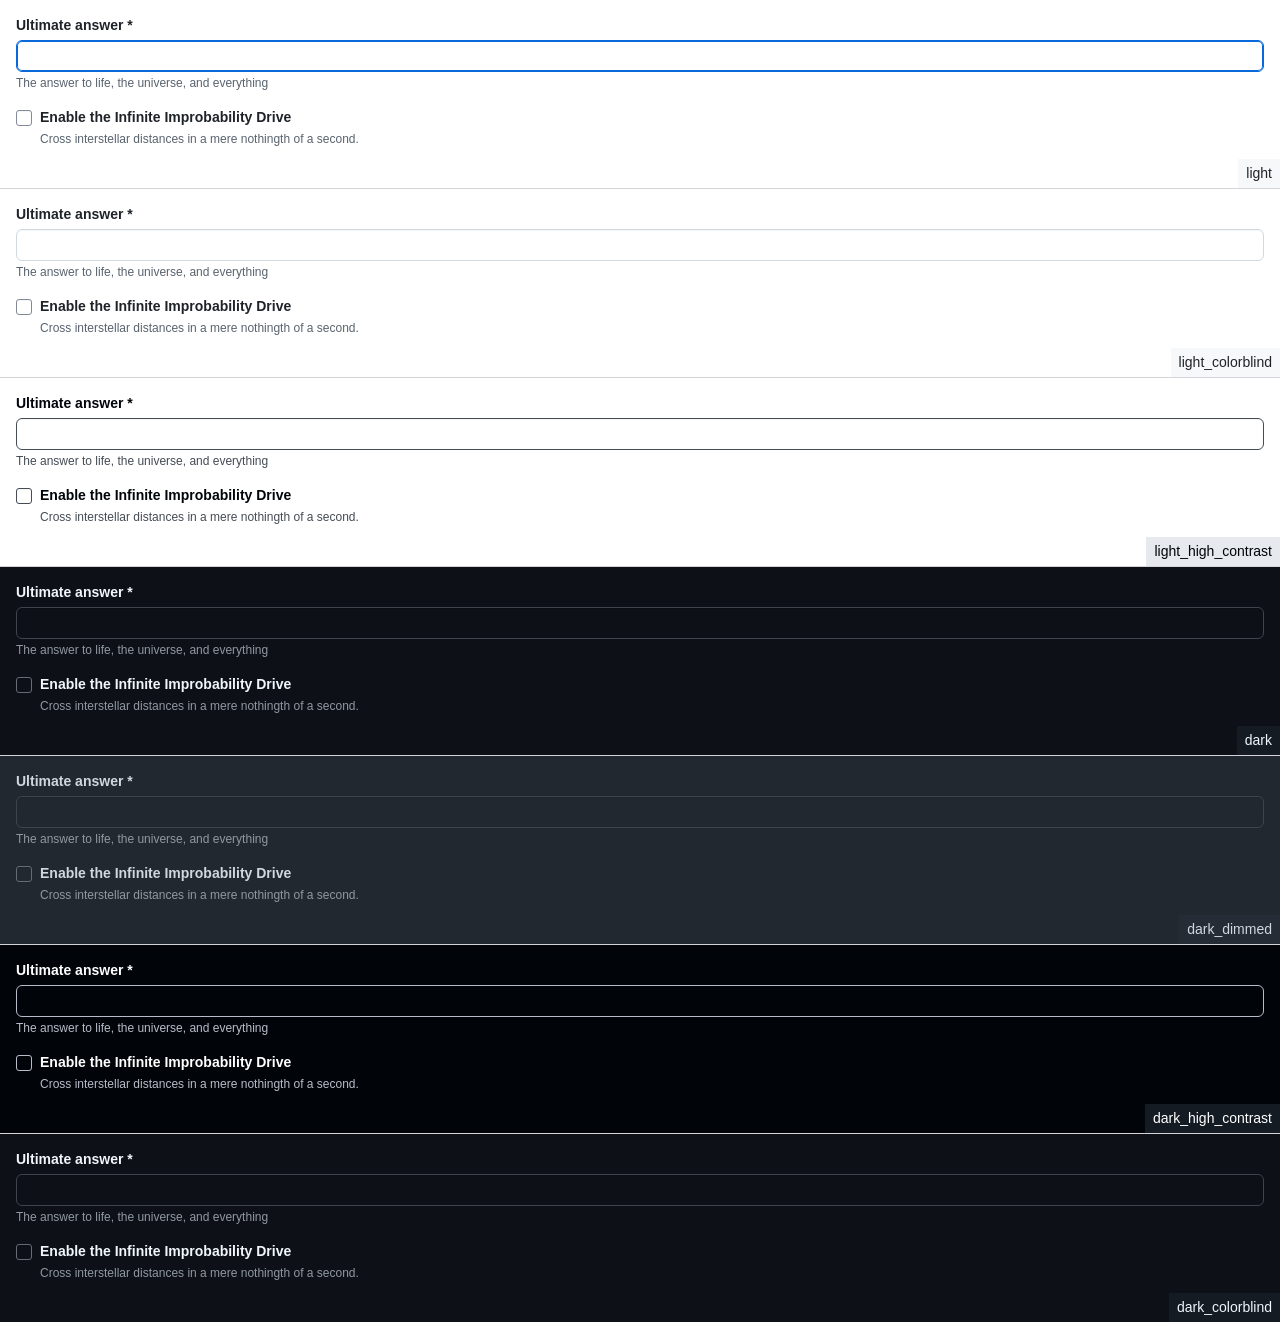 Ultimate answer *
The answer to life, the universe, and everything
Enable the Infinite Improbability Drive
Cross interstellar distances in a mere nothingth of a second.
light
Ultimate answer *
The answer to life, the universe, and everything
Enable the Infinite Improbability Drive
Cross interstellar distances in a mere nothingth of a second.
light_colorblind
Ultimate answer *
The answer to life, the universe, and everything
Enable the Infinite Improbability Drive
Cross interstellar distances in a mere nothingth of a second.
light_high_contrast
Ultimate answer *
The answer to life, the universe, and everything
Enable the Infinite Improbability Drive
Cross interstellar distances in a mere nothingth of a second.
dark
Ultimate answer *
The answer to life, the universe, and everything
Enable the Infinite Improbability Drive
Cross interstellar distances in a mere nothingth of a second.
dark_dimmed
Ultimate answer *
The answer to life, the universe, and everything
Enable the Infinite Improbability Drive
Cross interstellar distances in a mere nothingth of a second.
dark_high_contrast
Ultimate answer *
The answer to life, the universe, and everything
Enable the Infinite Improbability Drive
Cross interstellar distances in a mere nothingth of a second.
dark_colorblind